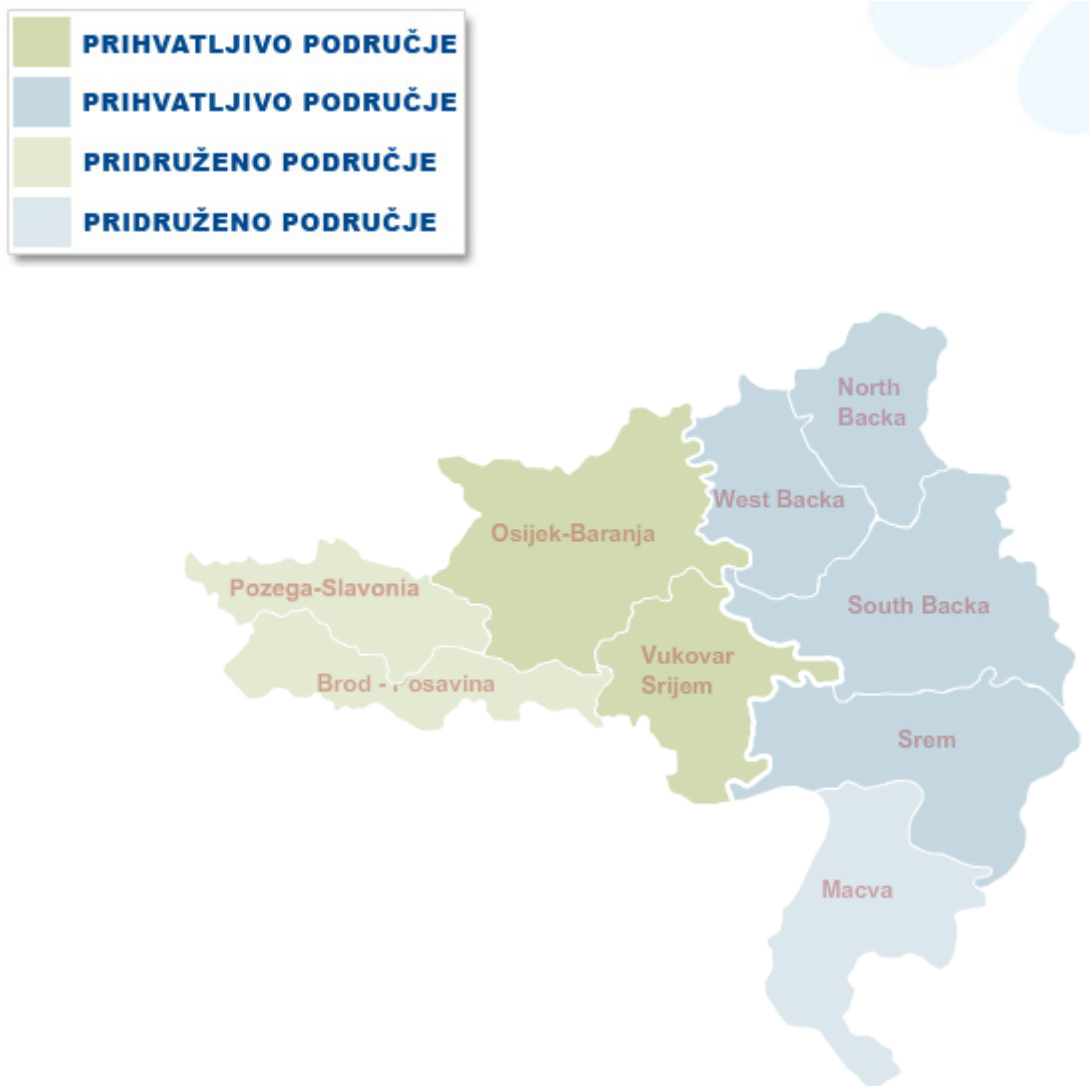 PRIHVATLJIVO PODRUČJE
PRIHVATLJIVO PODRUČJE
PRIDRUŽENO PODRUČJE
PRIDRUŽENO PODRUČJE
North
Backa
West Backa
Osijek-Baranja
Pozega-Slavonia
South Backa
Vukovar
Srijem
Brod - Posavina
Srem
Macva